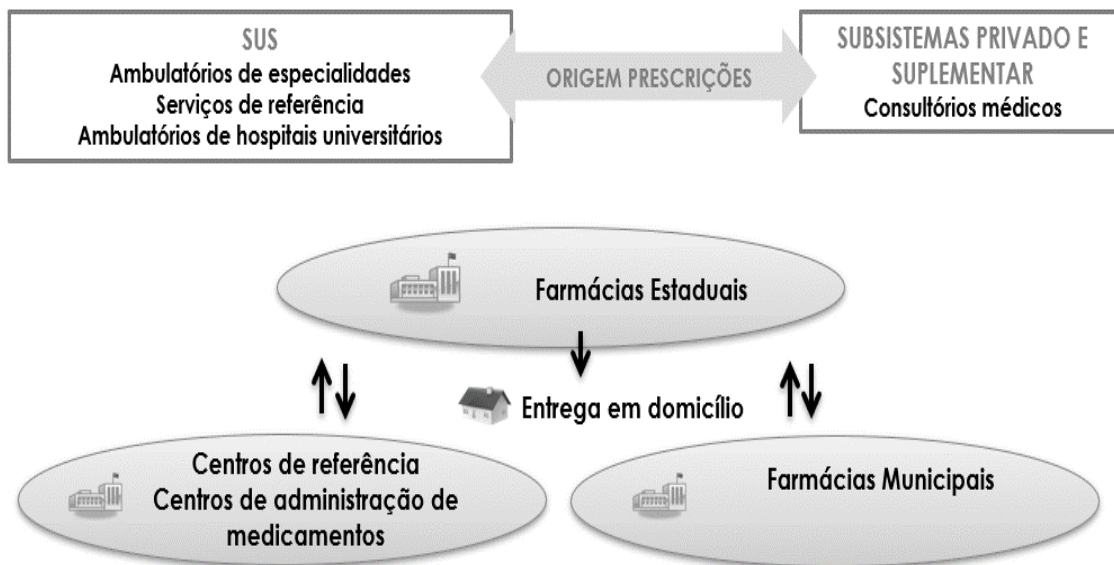 SUS
Ambulatórios de especialidades
Serviços de referência
Ambulatórios de hospitais universitários
ORIGEM PRESCRIÇÕES
SUBSISTEMAS PRIVADO E
SUPLEMENTAR
Consultórios médicos
Farmácias Estaduais
Entrega em domicílio
Centros de referência
Centros de administração de
medicamentos
Farmácias Municipais